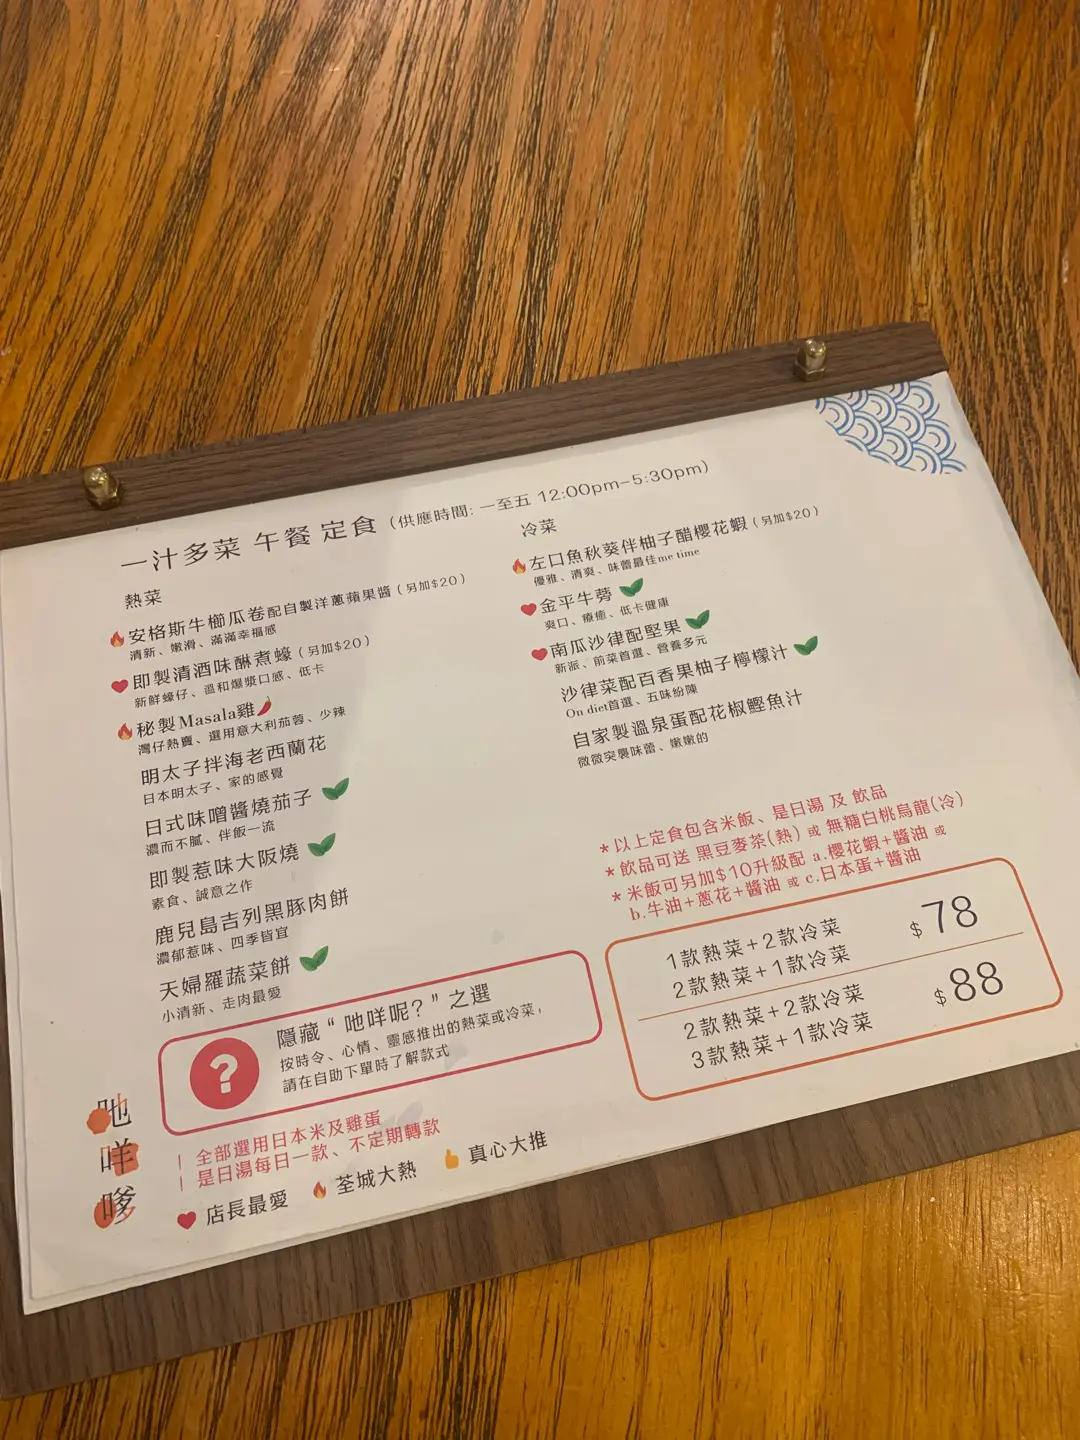 一汁多菜 午餐 定食 (供應時間: 一至五 12:00pm-5:30pm)
熱菜
安格斯牛櫛瓜卷配自製洋蔥蘋果醬 (另加$20)
清新、嫩滑、滿滿幸福感
即製清酒味醂煮蠔 (另加$20)
新鮮蠔仔、溫和爆漿口感、低卡
秘製Masala雞
灣仔熱賣、選用意大利茄蓉、少辣
明太子拌海老西蘭花
日本明太子、家的感覺
日式味噌醬燒茄子
濃而不膩、伴飯一流
即製惹味大阪燒
素食、誠意之作
鹿兒島吉列黑豚肉餅
濃郁惹味、四季皆宜
天婦羅蔬菜餅
小清新、走肉最愛
冷菜
左口魚秋葵伴柚子醋櫻花蝦 (另加$20)
優雅、清爽、味蕾最佳me time
金平牛蒡
爽口、療癒、低卡健康
南瓜沙律配堅果
新派、前菜首選、營養多元
沙律菜配百香果柚子檸檬汁
On diet首選、五味紛陳
自家製溫泉蛋配花椒鰹魚汁
微微突襲味蕾、嫩嫩的
*以上定食包含米飯、是日湯 及 飲品
*飲品可送 黑豆麥茶(熱) 或 無糖白桃烏龍(冷)
*米飯可另加$10升級配 a.櫻花蝦+醬油 或
b.牛油+蔥花+醬油 或 c.日本蛋+醬油
1款熱菜+2款冷菜
2款熱菜+1款冷菜
$78
2款熱菜+2款冷菜
3款熱菜+1款冷菜
$88
?
隱藏“吔咩呢?”之選
按時令、心情、靈感推出的熱菜或冷菜,
請在自助下單時了解款式
吔咩嗲
| 全部選用日本米及雞蛋
| 是日湯每日一款、不定期轉款
店長最愛 荃城大熱 真心大推